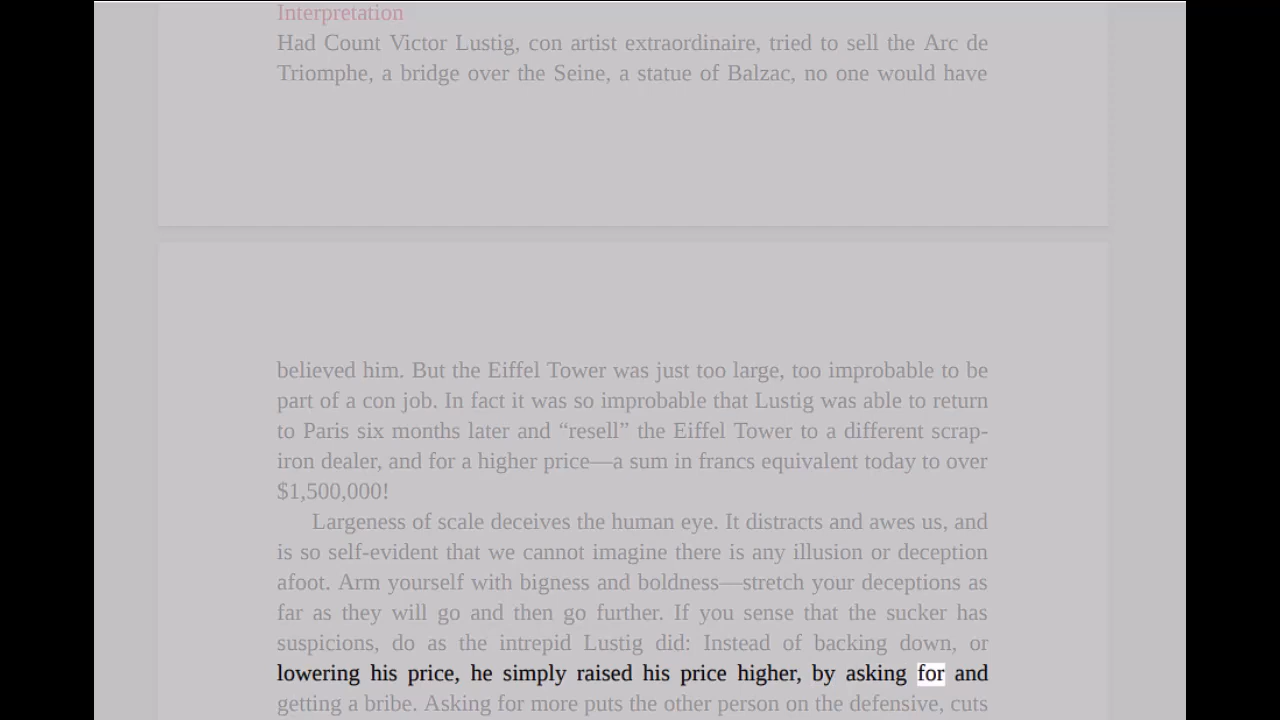 Interpretation
Had Count Victor Lustig, con artist extraordinaire, tried to sell the Arc de
Triomphe, a bridge over the Seine, a statue of Balzac, no one would have
believed him. But the Eiffel Tower was just too large, too improbable to be
part of a con job. In fact it was so improbable that Lustig was able to return
to Paris six months later and “resell” the Eiffel Tower to a different scrap-
iron dealer, and for a higher price—a sum in francs equivalent today to over
$1,500,000!
Largeness of scale deceives the human eye. It distracts and awes us, and
is so self-evident that we cannot imagine there is any illusion or deception
afoot. Arm yourself with bigness and boldness—stretch your deceptions as
far as they will go and then go further. If you sense that the sucker has
suspicions, do as the intrepid Lustig did: Instead of backing down, or
lowering his price, he simply raised his price higher, by asking for and
getting a bribe. Asking for more puts the other person on the defensive, cuts